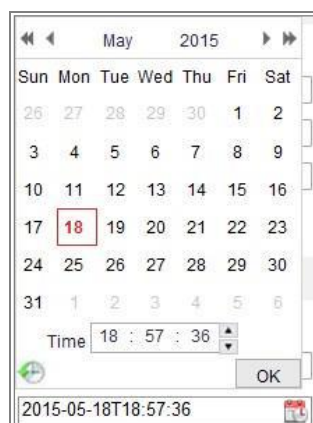 May 2015
Sun Mon Tue Wed Thu Fri Sat
26 27 28 29 30 1 2
3 4 5 6 7 8 9
10 11 12 13 14 15 16
17 18 19 20 21 22 23
24 25 26 27 28 29 30
31 1 2 3 4 5 6
Time 18 : 57 : 36
OK
2015-05-18T18:57:36